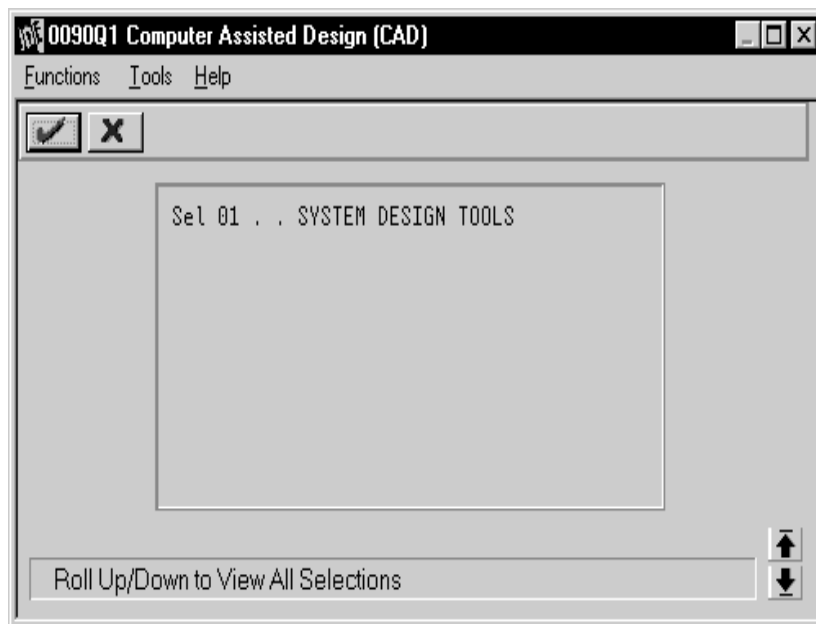 0090Q1 Computer Assisted Design (CAD)
Functions Tools Help
Sel 01 . . SYSTEM DESIGN TOOLS
Roll Up/Down to View All Selections